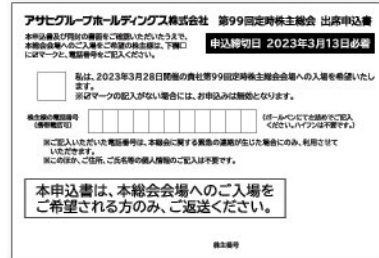 アサヒグループホールディングス株式会社 第99回定時株主総会 出席申込書
本申込書及び同封の書面をご確認いただいたうえで、
本総会会場へのご入場をご希望の株主様は、下欄□
に☑マークと、電話番号をご記入ください。
申込締切日 2023年3月13日必着
私は、2023年3月28日開催の貴社第99回定時株主総会会場への入場を希望いたし
ます。
※☑マークの記入がない場合には、お申込みは無効となります。
株主様の電話番号
(携帯電話可)
(ボールペンにて左詰めでご記入
ください。ハイフンは不要です。)
※ご記入いただいた電話番号は、本総会に関する緊急の連絡が生じた場合にのみ、利用させて
いただきます。
※このほか、ご住所、ご氏名等の個人情報のご記入は不要です。
本申込書は、本総会会場へのご入場を
ご希望される方のみ、ご返送ください。
株主番号